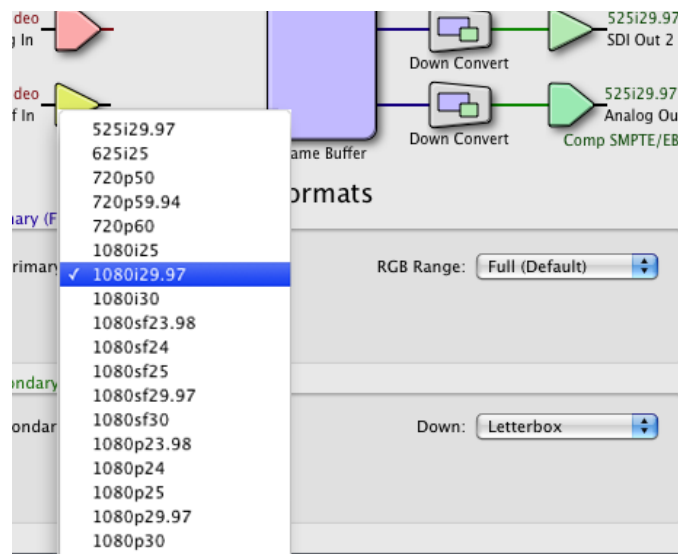 deo
g In
525i29.97
SDI Out 2
Down Convert
deo
f In
525i29.97
Analog Ou
Down Convert
Comp SMPTE/EB
ame Buffer
ormats
ary (F
rimary
RGB Range: Full (Default)
525i29.97
625i25
720p50
720p59.94
720p60
1080i25
✓ 1080i29.97
1080i30
1080sf23.98
1080sf24
1080sf25
1080sf29.97
1080sf30
1080p23.98
1080p24
1080p25
1080p29.97
1080p30
ondary
ondar
Down: Letterbox